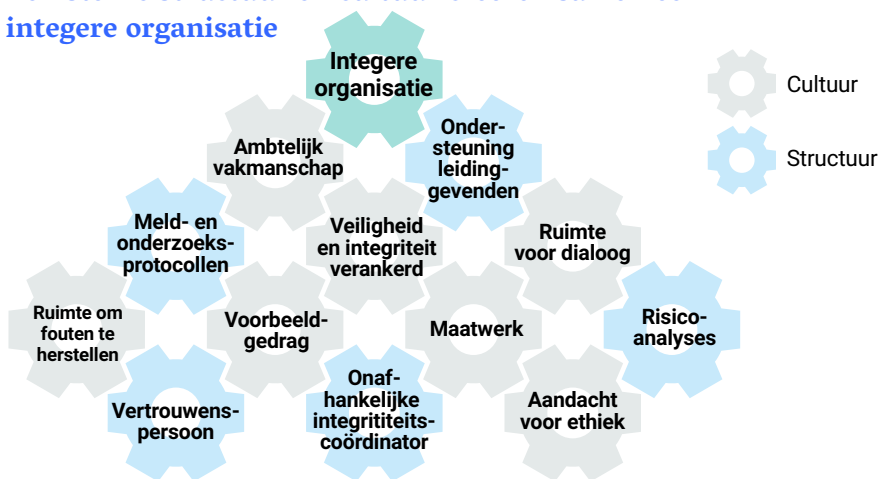 integere organisatie
Integere
organisatie
Cultuur
Structuur
Ambtelijk
vakmanschap
Onder-
steuning
leiding-
gevenden
Meld- en
onderzoeks-
protocollen
Veiligheid
en integriteit
verankerd
Ruimte
voor dialoog
Ruimte om
fouten te
herstellen
Voorbeeld-
gedrag
Maatwerk
Risico-
analyses
Vertrouwens-
persoon
Onaf-
hankelijke
integrititeits-
coördinator
Aandacht
voor ethiek